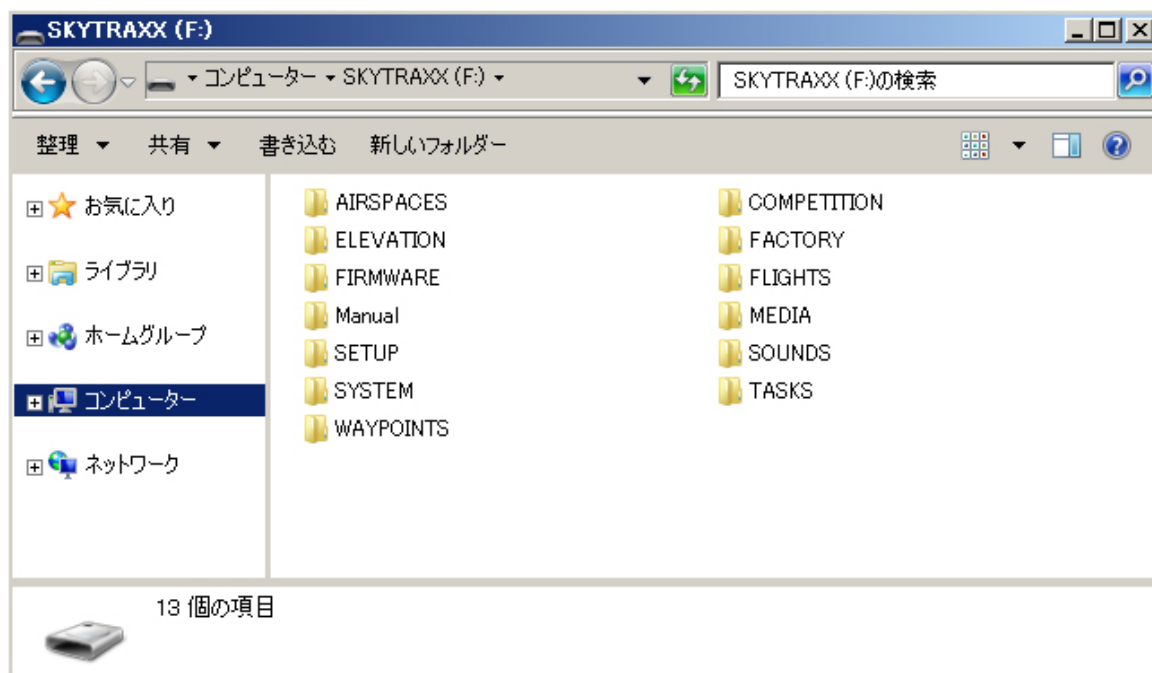 SKYTRAXX (F:)
コンピューター SKYTRAXX (F:) SKYTRAXX (F:)の検索
整理 共有 書き込む 新しいフォルダー
お気に入り
ライブラリ
ホームグループ
コンピューター
ネットワーク
AIRSPACES COMPETITION
ELEVATION FACTORY
FIRMWARE FLIGHTS
Manual MEDIA
SETUP SOUNDS
SYSTEM TASKS
WAYPOINTS
13 個の項目